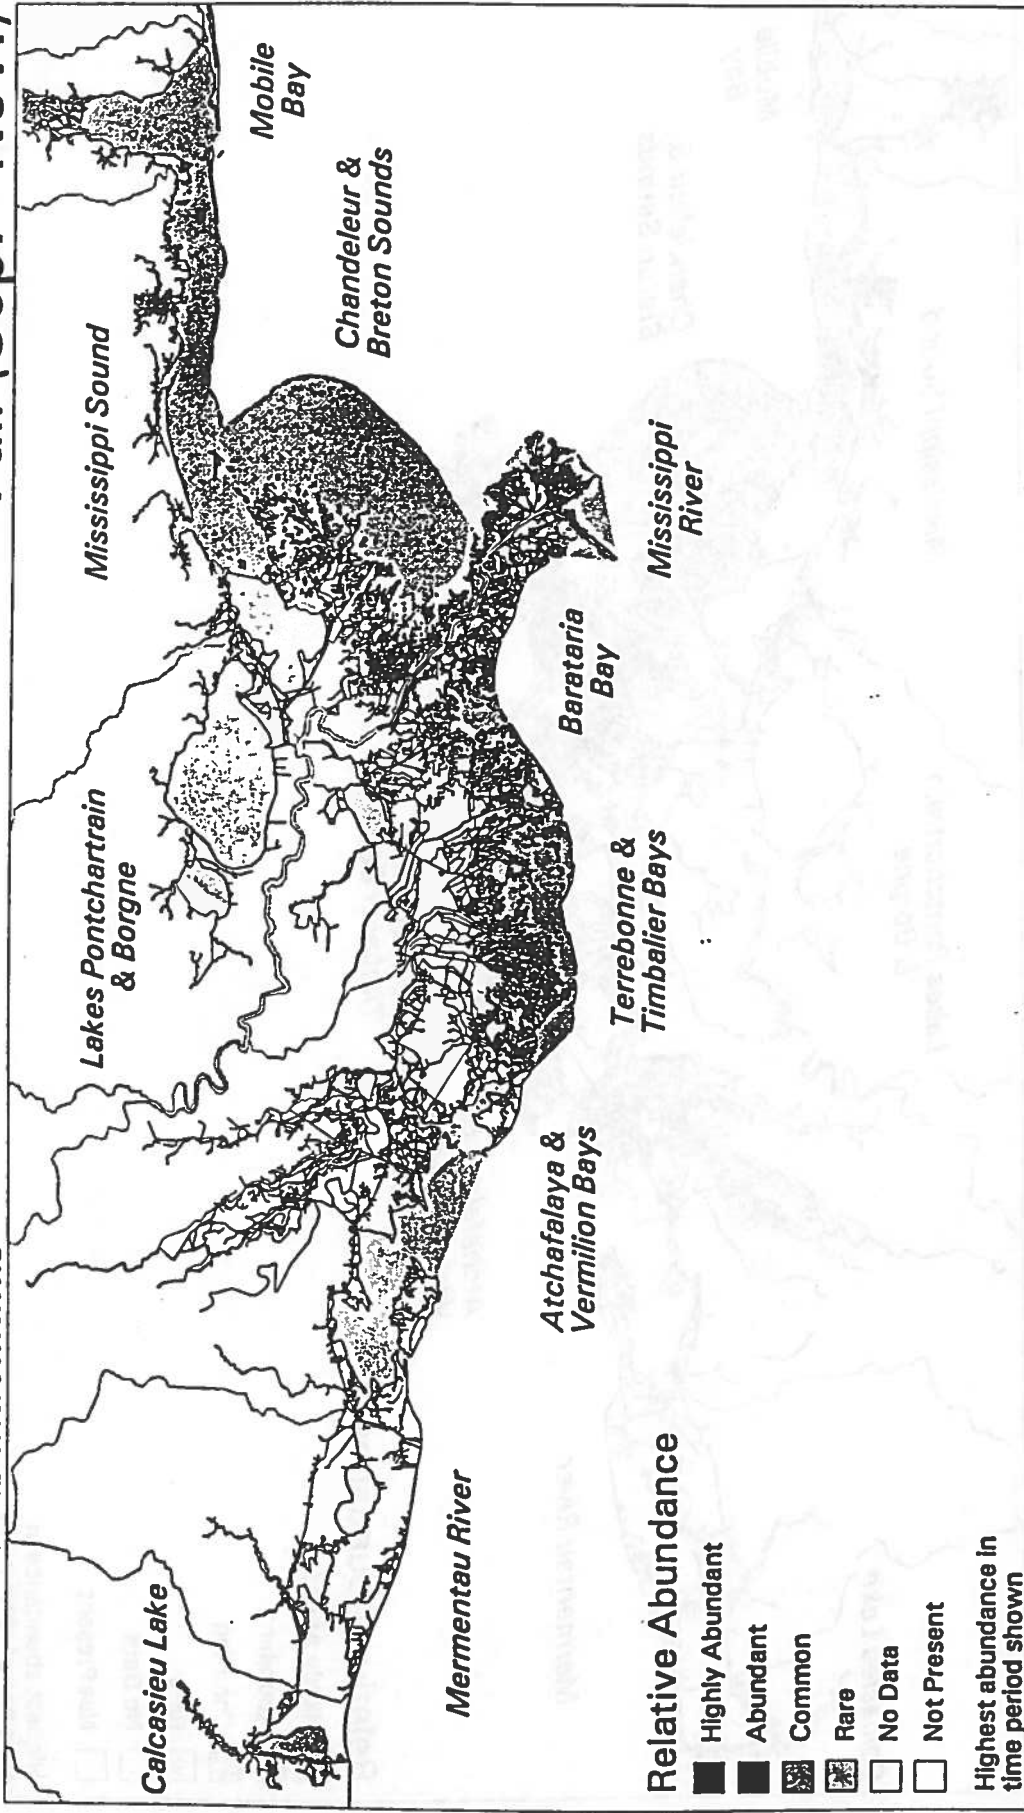 Calcasieu Lake
Mermentau River
Atchafalaya &
Vermilion Bays
Terrebonne &
Timbalier Bays
Lakes Pontchartrain
& Borgne
Barataria
Bay
Mississippi
River
Mississippi Sound
Chandeleur &
Breton Sounds
Mobile
Bay
Relative Abundance
Highly Abundant
Abundant
Common
Rare
No Data
Not Present
Highest abundance in
time period shown